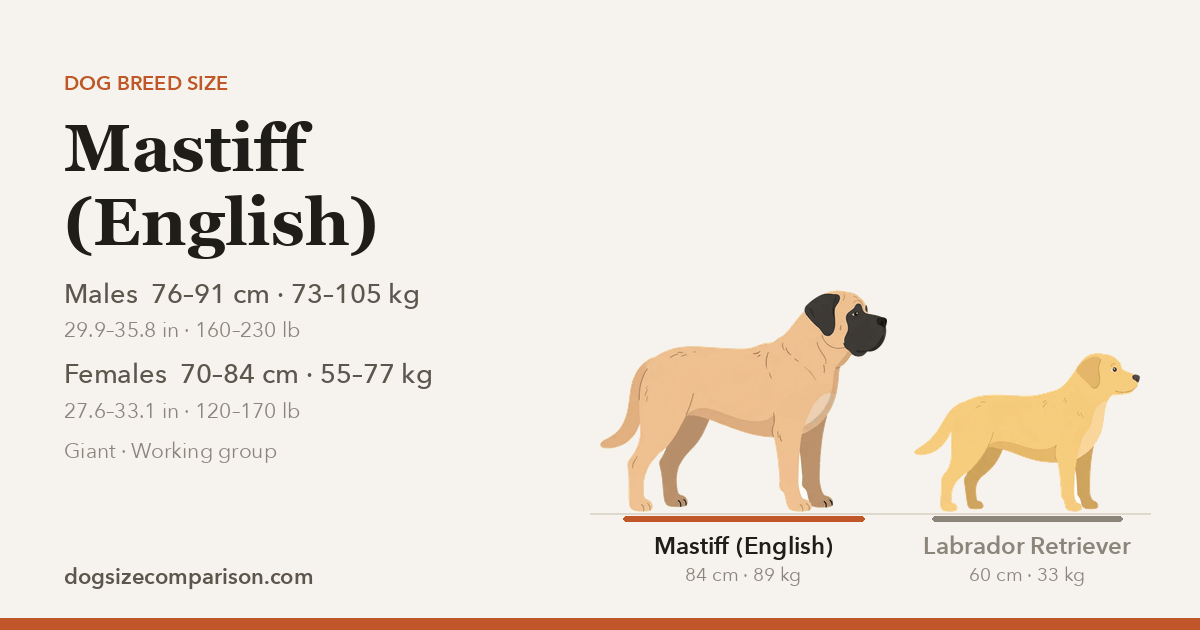 DOG BREED SIZE
Mastiff
(English)
Males 76–91 cm · 73–105 kg
29.9–35.8 in · 160–230 lb
Females 70–84 cm · 55–77 kg
27.6–33.1 in · 120–170 lb
Giant · Working group
dogsizecomparison.com
Mastiff (English)
84 cm · 89 kg
Labrador Retriever
60 cm · 33 kg